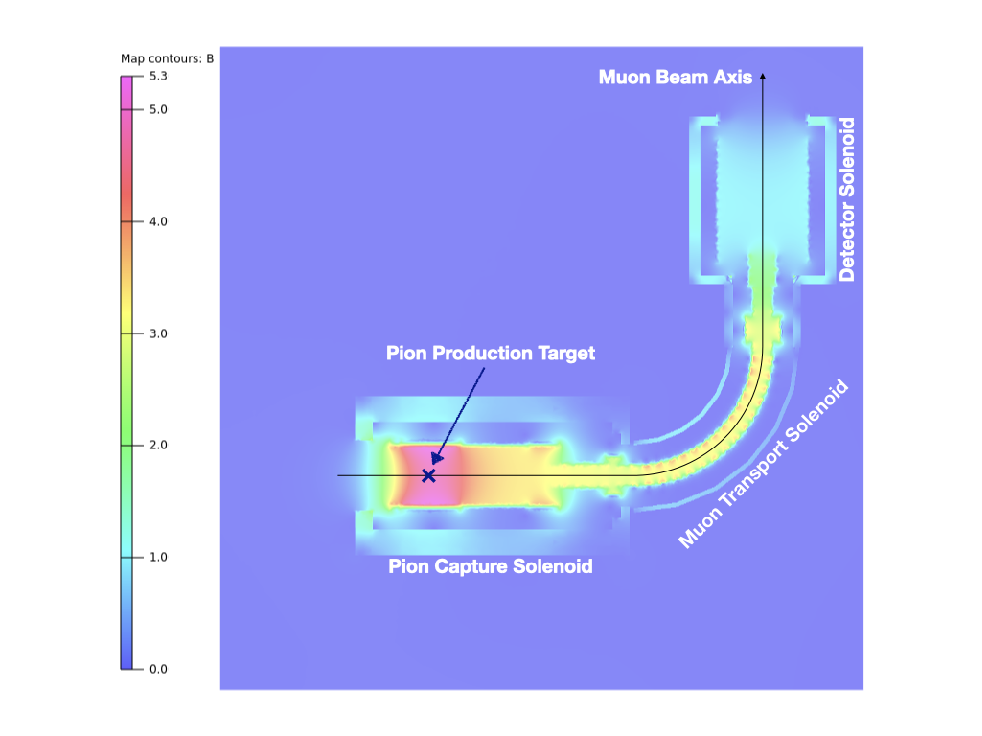 Map contours: B
5.3
5.0
4.0
3.0
2.0
1.0
0.0
Muon Beam Axis
Detector Solenoid
Pion Production Target
Muon Transport Solenoid
Pion Capture Solenoid